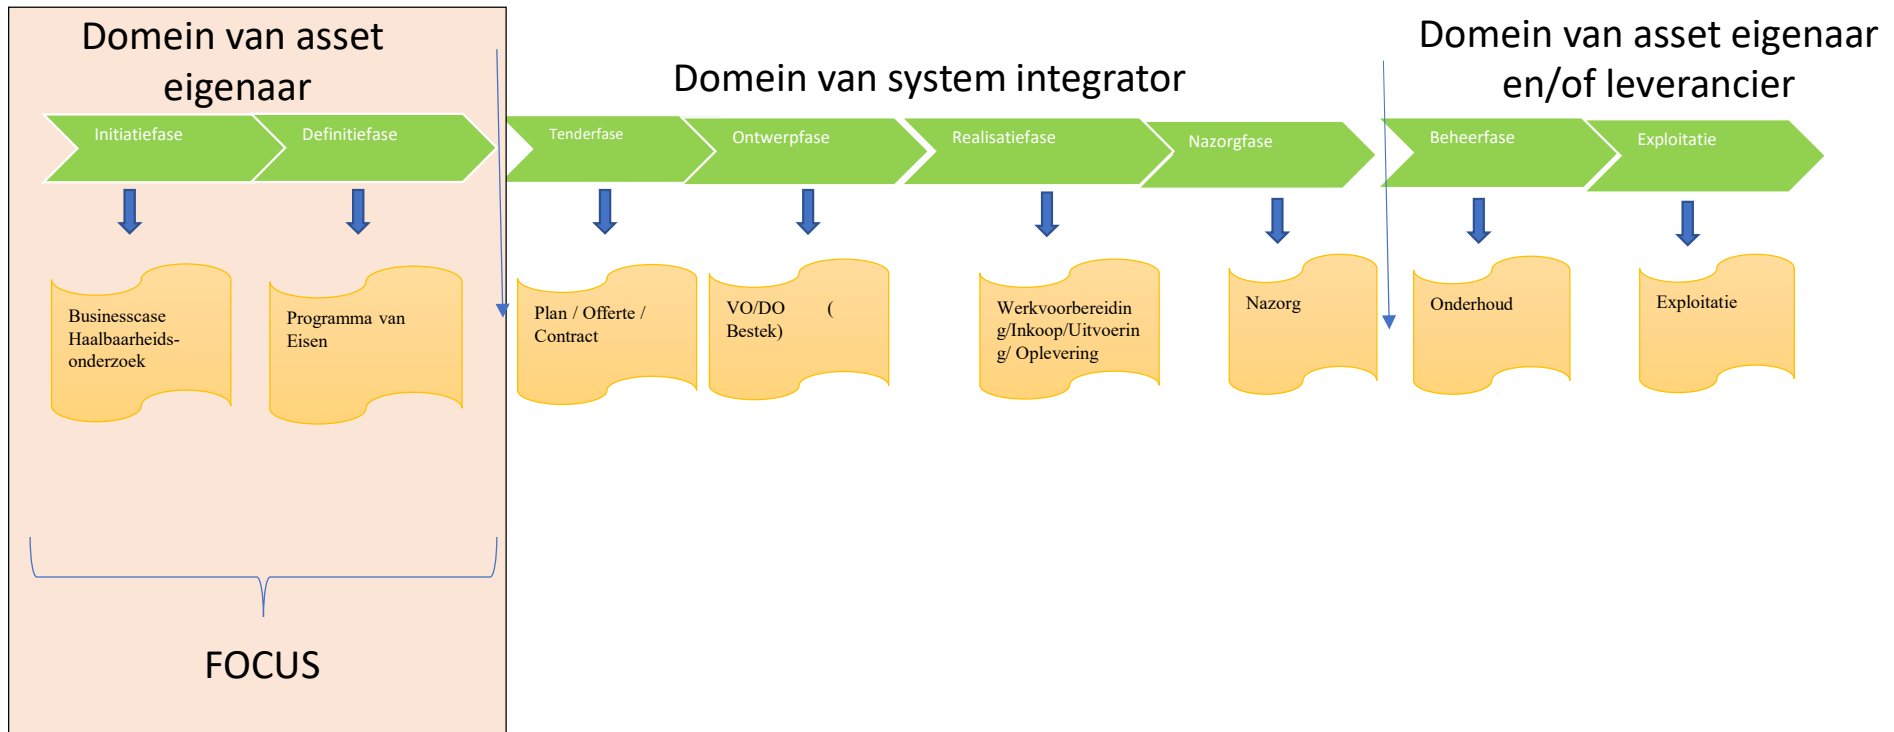 Domein van asset
eigenaar
Domein van system integrator
Domein van asset eigenaar
en/of leverancier
Initiatiefase
Definitiefase
Tenderfase
Ontwerpfase
Realisatiefase
Nazorgfase
Beheerfase
Exploitatie
Businesscase
Haalbaarheids-
onderzoek
Programma van
Eisen
Plan / Offerte /
Contract
VO/DO (
Bestek)
Werkvoorbereidin
g/Inkoop/Uitvoerin
g/ Oplevering
Nazorg
Onderhoud
Exploitatie
FOCUS